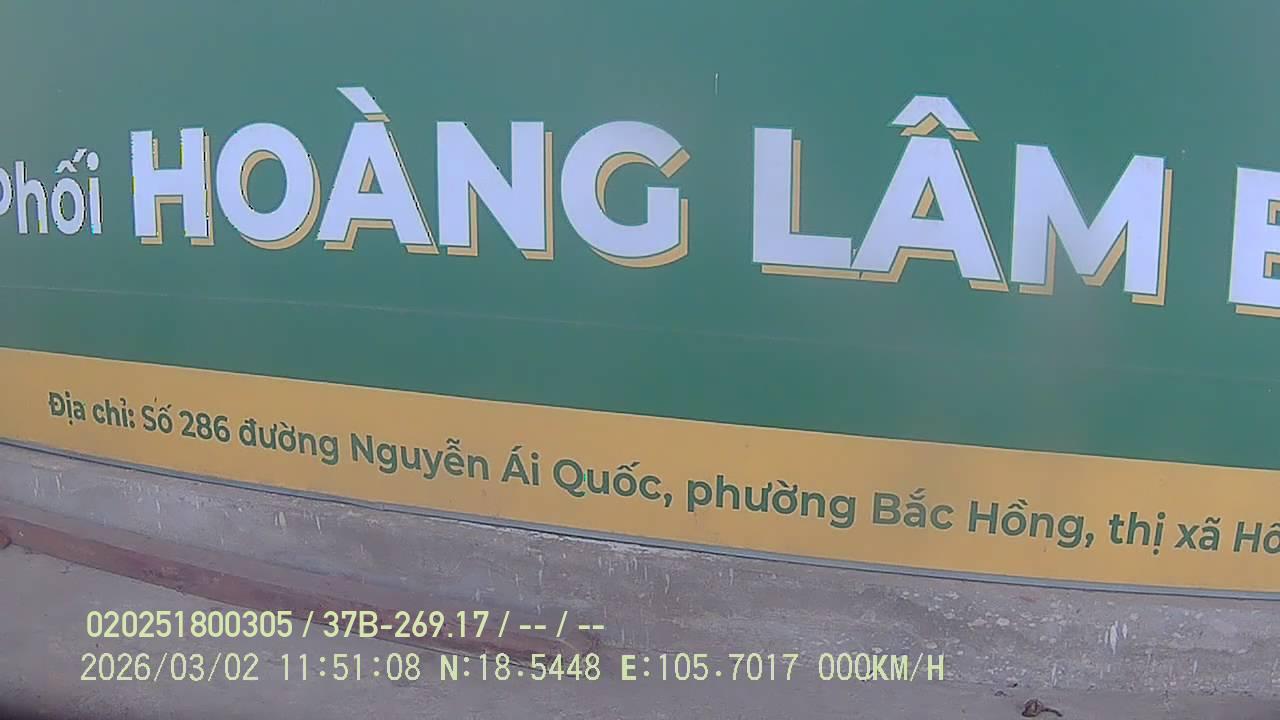 Phối HOÀNG LÂM
Địa chỉ: Số 286 đường Nguyễn Ái Quốc, phường Bắc Hồng, thị xã
020251800305 / 37B-269.17 / -- / --
2026/03/02 11:51:08 N:18.5448 E:105.7017 000KM/H